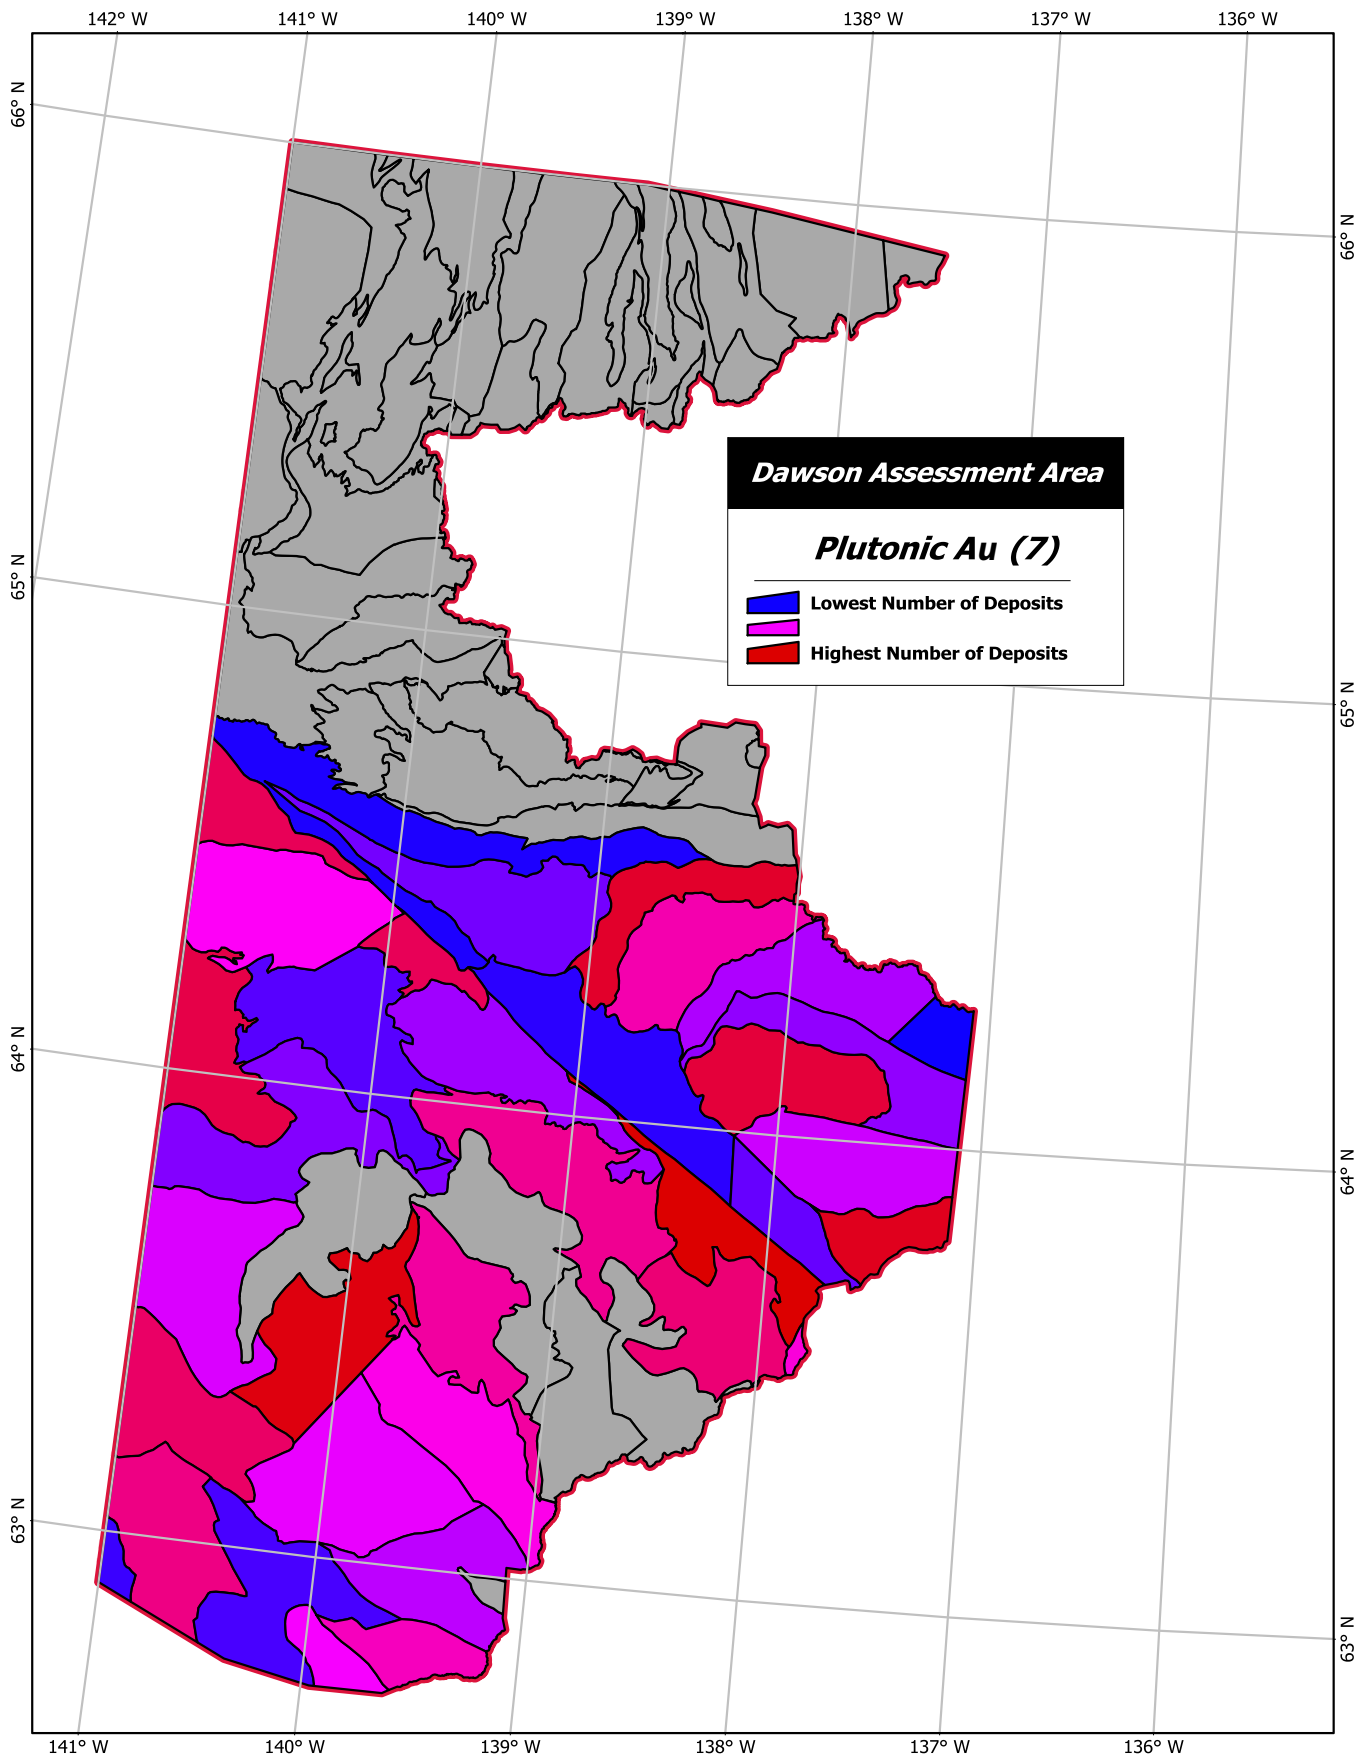 142° W 141° W 140° W 139° W 138° W 137° W 136° W
66° N
66° N
Dawson Assessment Area
Plutonic Au (7)
Lowest Number of Deposits
Highest Number of Deposits
65° N
65° N
64° N
64° N
63° N
63° N
141° W 140° W 139° W 138° W 137° W 136° W